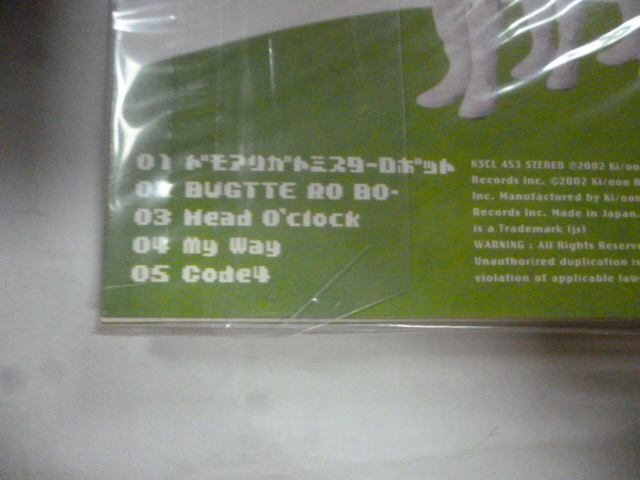 01 ドモアリガトミスターロボット
02 BUGTTE RO BO-
03 Head O'clock
04 My Way
05 Code4
KSCL 453 STEREO ℗2002 Ki/oon
Records Inc. ©2002 Ki/oon R
Inc. Manufactured by Ki/oon
Records Inc. Made in Japan
is a Trademark (js)
WARNING : All Rights Reserve
Unauthorized duplication is
violation of applicable law